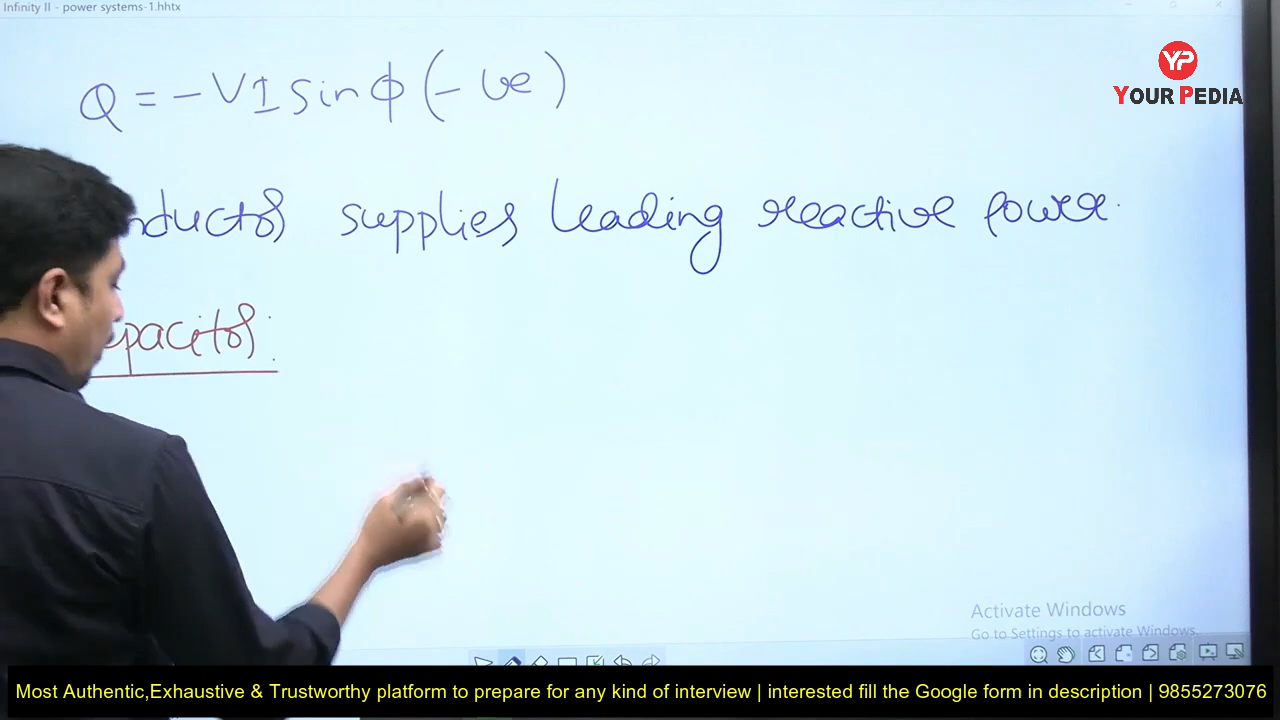 Infinity II - power systems-1.hhtx
Q = - VI sin φ (- ve)
YP
YOUR PEDIA
nductor supplies leading reactive power.
pacitor:
Activate Windows
Go to Settings to activate Windows.
Most Authentic,Exhaustive & Trustworthy platform to prepare for any kind of interview | interested fill the Google form in description | 9855273076